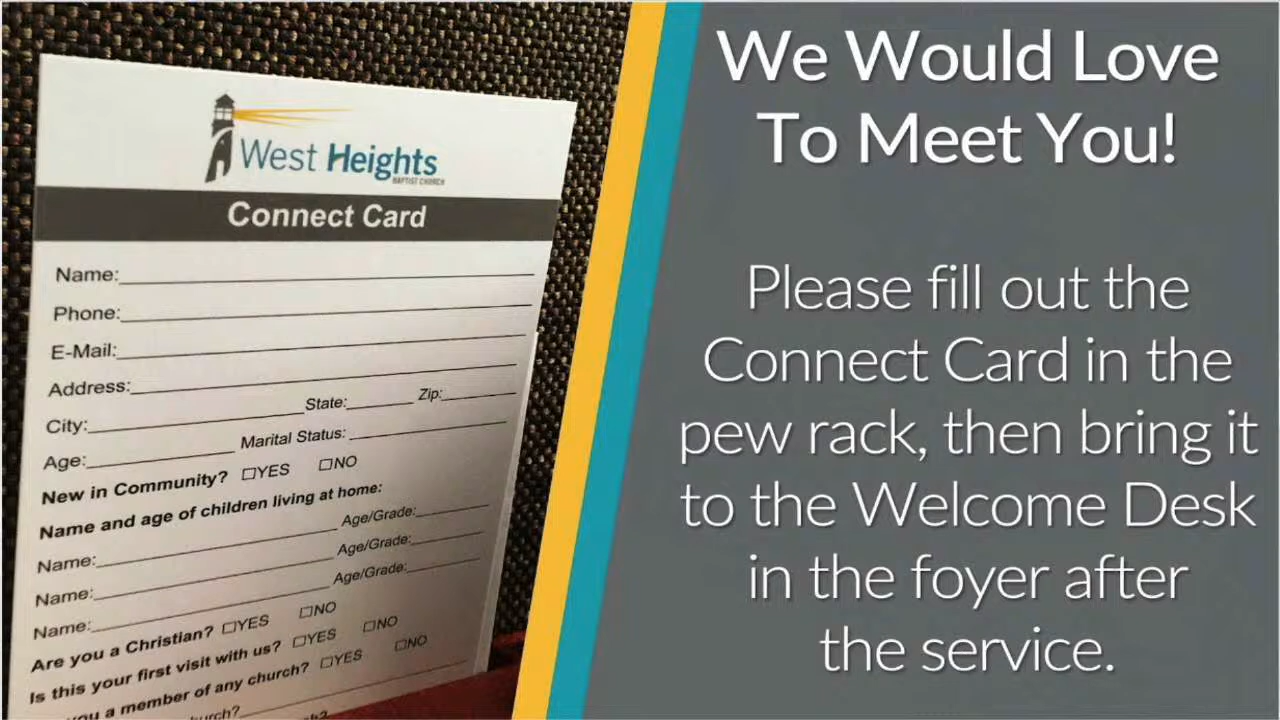 West Heights
BAPTIST CHURCH
Connect Card
Name:
Phone:
E-Mail:
Address:
City: State: Zip:
Age: Marital Status:
New in Community? □YES □NO
Name and age of children living at home:
Name: Age/Grade:
Name: Age/Grade:
Name: Age/Grade:
Are you a Christian? □YES □NO
Is this your first visit with us? □YES □NO
you a member of any church? □YES □NO
We Would Love
To Meet You!
Please fill out the
Connect Card in the
pew rack, then bring it
to the Welcome Desk
in the foyer after
the service.